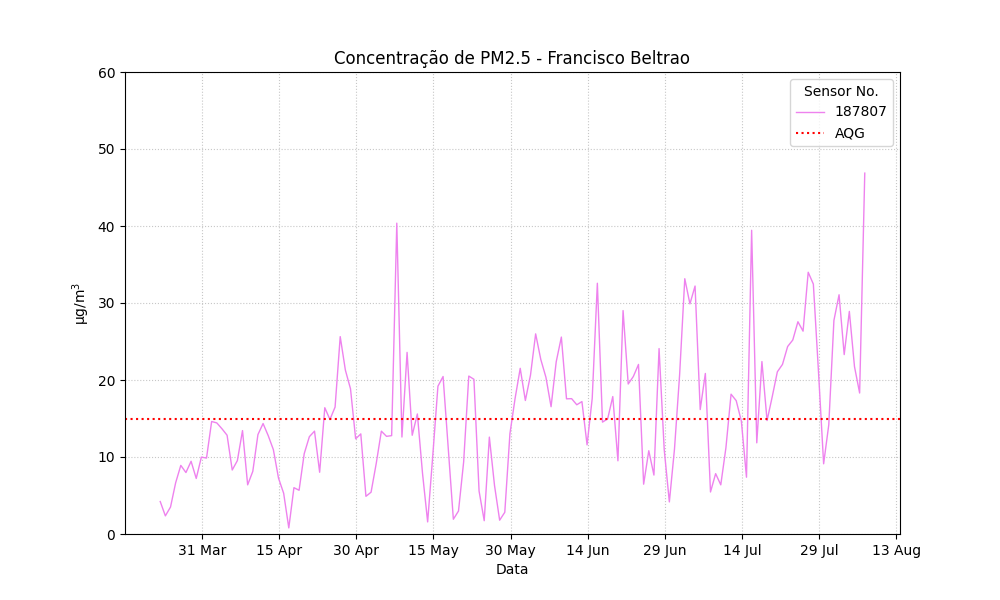 Concentração de PM2.5 - Francisco Beltrao
60
50
40
30
20
10
0
µg/m³
Sensor No.
187807
AQG
31 Mar
15 Apr
30 Apr
15 May
30 May
14 Jun
29 Jun
14 Jul
29 Jul
13 Aug
Data